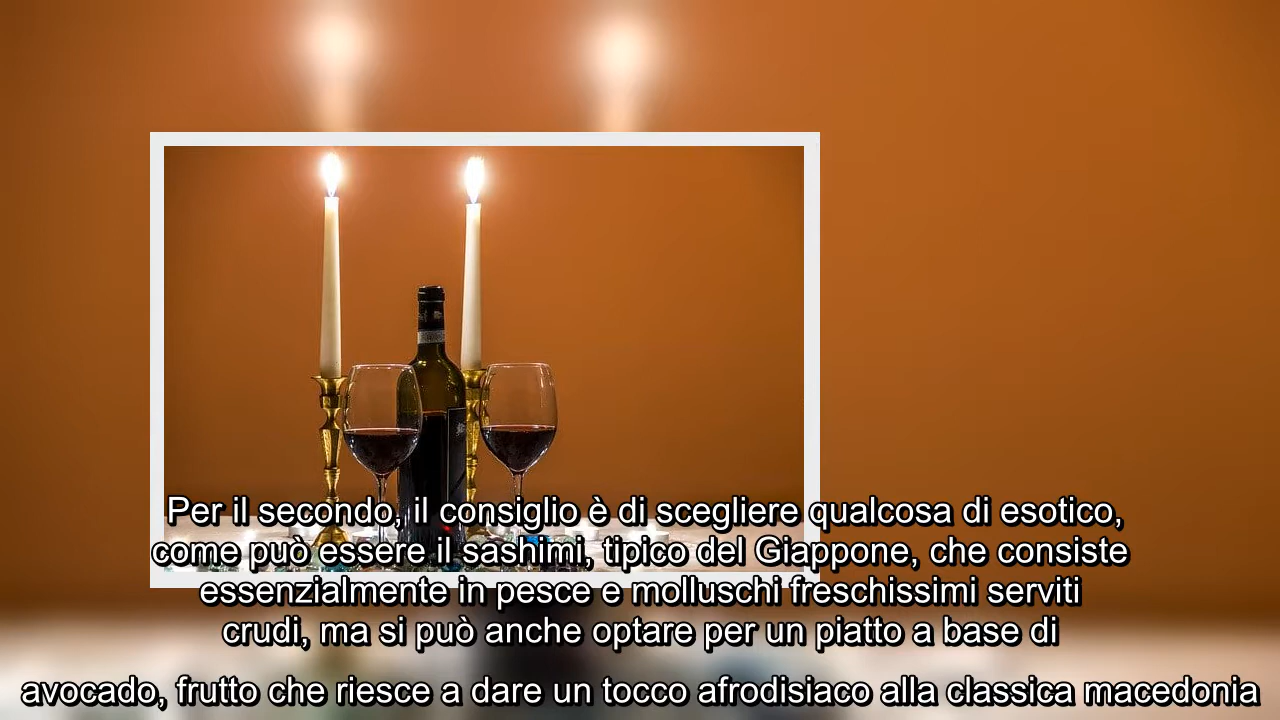 Per il secondo, il consiglio è di scegliere qualcosa di esotico,
come può essere il sashimi, tipico del Giappone, che consiste
essenzialmente in pesce e molluschi freschissimi serviti
crudi, ma si può anche optare per un piatto a base di
avocado, frutto che riesce a dare un tocco afrodisiaco alla classica macedonia